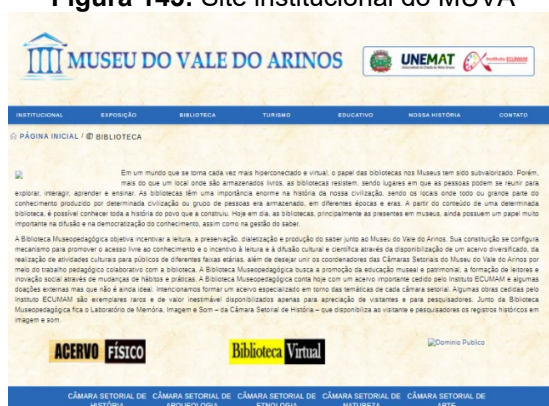 Figura 143: Site institucional do MUVA
MUSEU DO VALE DO ARINOS
UNEMAT
Instituto ECUMAM
INSTITUCIONAL EXPOSIÇÃO BIBLIOTECA TURISMO EDUCATIVO NOSSA HISTÓRIA CONTATO
PÁGINA INICIAL / BIBLIOTECA
Em um mundo que se torna cada vez mais hiperconectado e virtual, o papel das bibliotecas nos Museus tem sido subvalorizado. Porém,
mais do que um local onde são armazenados livros, as bibliotecas resistem, sendo lugares em que as pessoas podem se reunir para
explorar, interagir, aprender e ensinar. As bibliotecas têm uma importância enorme na história da nossa civilização, sendo os locais onde todo ou grande parte do
conhecimento produzido por determinada civilização ou grupo de pessoas era armazenado, em diferentes épocas e eras. A partir do conteúdo de uma determinada
biblioteca, é possível conhecer toda a história do povo que a construiu. Hoje em dia, as bibliotecas, principalmente as presentes em museus, ainda possuem um papel muito
importante na difusão e na democratização do conhecimento, assim como na gestão do saber.
A Biblioteca Museopedagógica objetiva incentivar a leitura, a preservação, dialetização e produção do saber junto ao Museu do Vale do Arinos. Sua constituição se configura
mecanismo para promover o acesso livre ao conhecimento e o incentivo à leitura e à difusão cultural e científica através da disponibilização de um acervo diversificado, da
realização de atividades culturais para públicos de diferentes faixas etárias, além de desejar unir os coordenadores das Câmaras Setoriais do Museu do Vale do Arinos por
meio do trabalho pedagógico colaborativo com a biblioteca. A Biblioteca Museopedagógica busca a promoção da educação museal e patrimonial, a formação de leitores e
inovação social através de mudanças de hábitos e práticas. A Biblioteca Museopedagógica conta hoje com um acervo importante cedido pelo Instituto ECUMAM e algumas
doações externas mas que não é ainda ideal. Intencionamos formar um acervo especializado em torno das temáticas de cada câmara setorial. Algumas obras cedidas pelo
Instituto ECUMAM são exemplares raros e de valor inestimável disponibilizados apenas para apreciação de visitantes e para pesquisadores. Junto da Biblioteca
Museopedagógica fica o Laboratório de Memória, Imagem e Som – da Câmara Setorial de História – que disponibiliza ao visitante e pesquisadores os registros históricos em
imagem e som.
ACERVO FÍSICO Biblioteca Virtual Dominio Publico
CÂMARA SETORIAL DE CÂMARA SETORIAL DE CÂMARA SETORIAL DE CÂMARA SETORIAL DE CÂMARA SETORIAL DE
HISTÓRIA ARQUEOLOGIA ETNOLOGIA NATUREZA ARTE